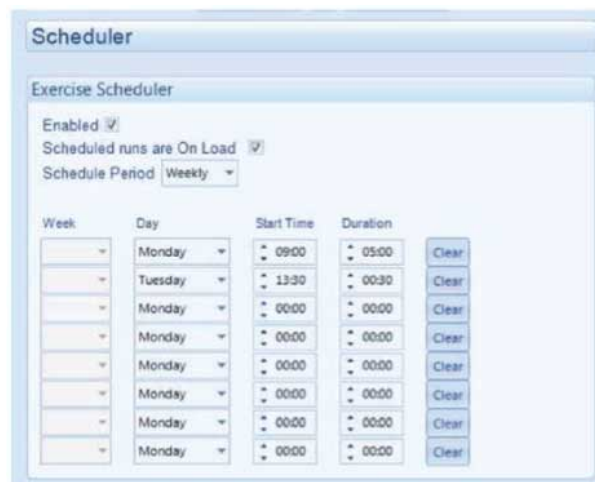 Scheduler
Exercise Scheduler
Enabled
Scheduled runs are On Load
Schedule Period Weekly
Week Day Start Time Duration
Monday 09:00 05:00 Clear
Tuesday 13:30 00:30 Clear
Monday 00:00 00:00 Clear
Monday 00:00 00:00 Clear
Monday 00:00 00:00 Clear
Monday 00:00 00:00 Clear
Monday 00:00 00:00 Clear
Monday 00:00 00:00 Clear